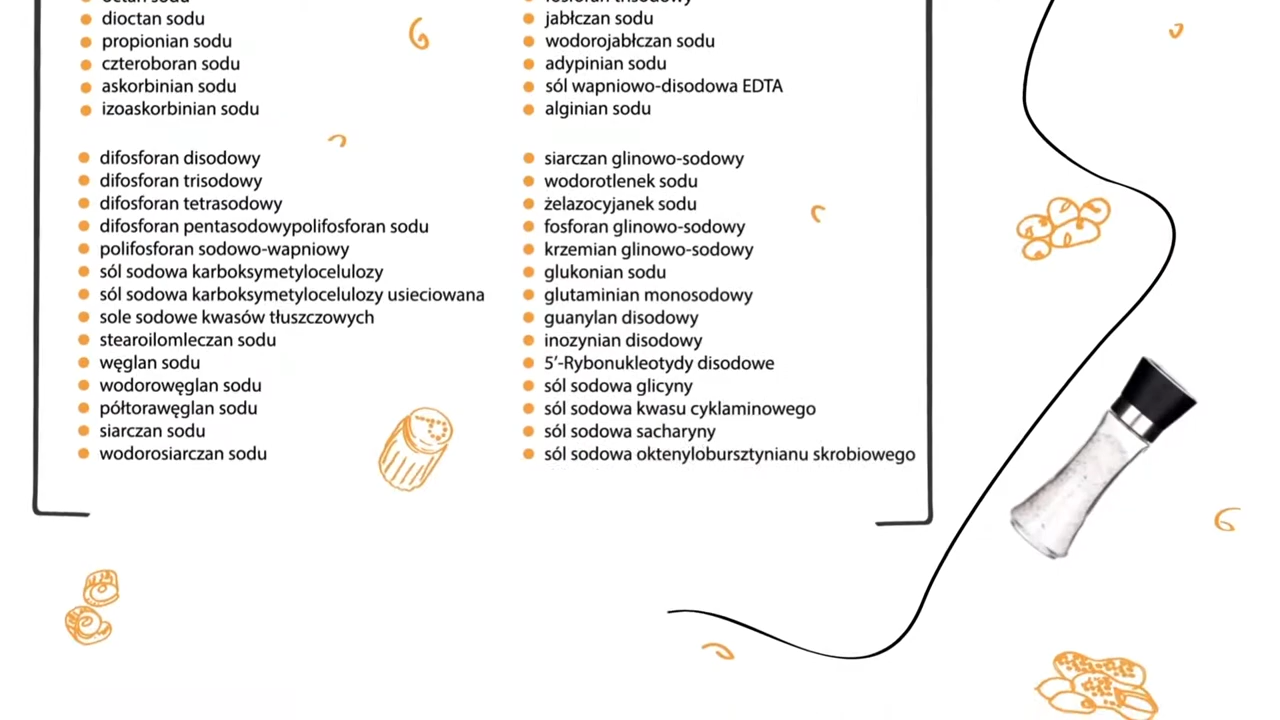 octan sodu
dioctan sodu
propionian sodu
czteroboran sodu
askorbinian sodu
izoaskorbinian sodu
difosforan disodowy
difosforan trisodowy
difosforan tetrasodowy
difosforan pentasodowypolifosforan sodu
polifosforan sodowo-wapniowy
sól sodowa karboksymetylocelulozy
sól sodowa karboksymetylocelulozy usieciowana
sole sodowe kwasów tłuszczowych
stearoilomleczan sodu
węglan sodu
wodorowęglan sodu
półtorawęglan sodu
siarczan sodu
wodorosiarczan sodu
fosforan trisodowy
jabłczan sodu
wodorojabłczan sodu
adypinian sodu
sól wapniowo-disodowa EDTA
alginian sodu
siarczan glinowo-sodowy
wodorotlenek sodu
żelazocyjanek sodu
fosforan glinowo-sodowy
krzemian glinowo-sodowy
glukonian sodu
glutaminian monosodowy
guanylan disodowy
inozynian disodowy
5’-Rybonukleotydy disodowe
sól sodowa glicyny
sól sodowa kwasu cyklaminowego
sól sodowa sacharyny
sól sodowa oktenylobursztynianu skrobiowego